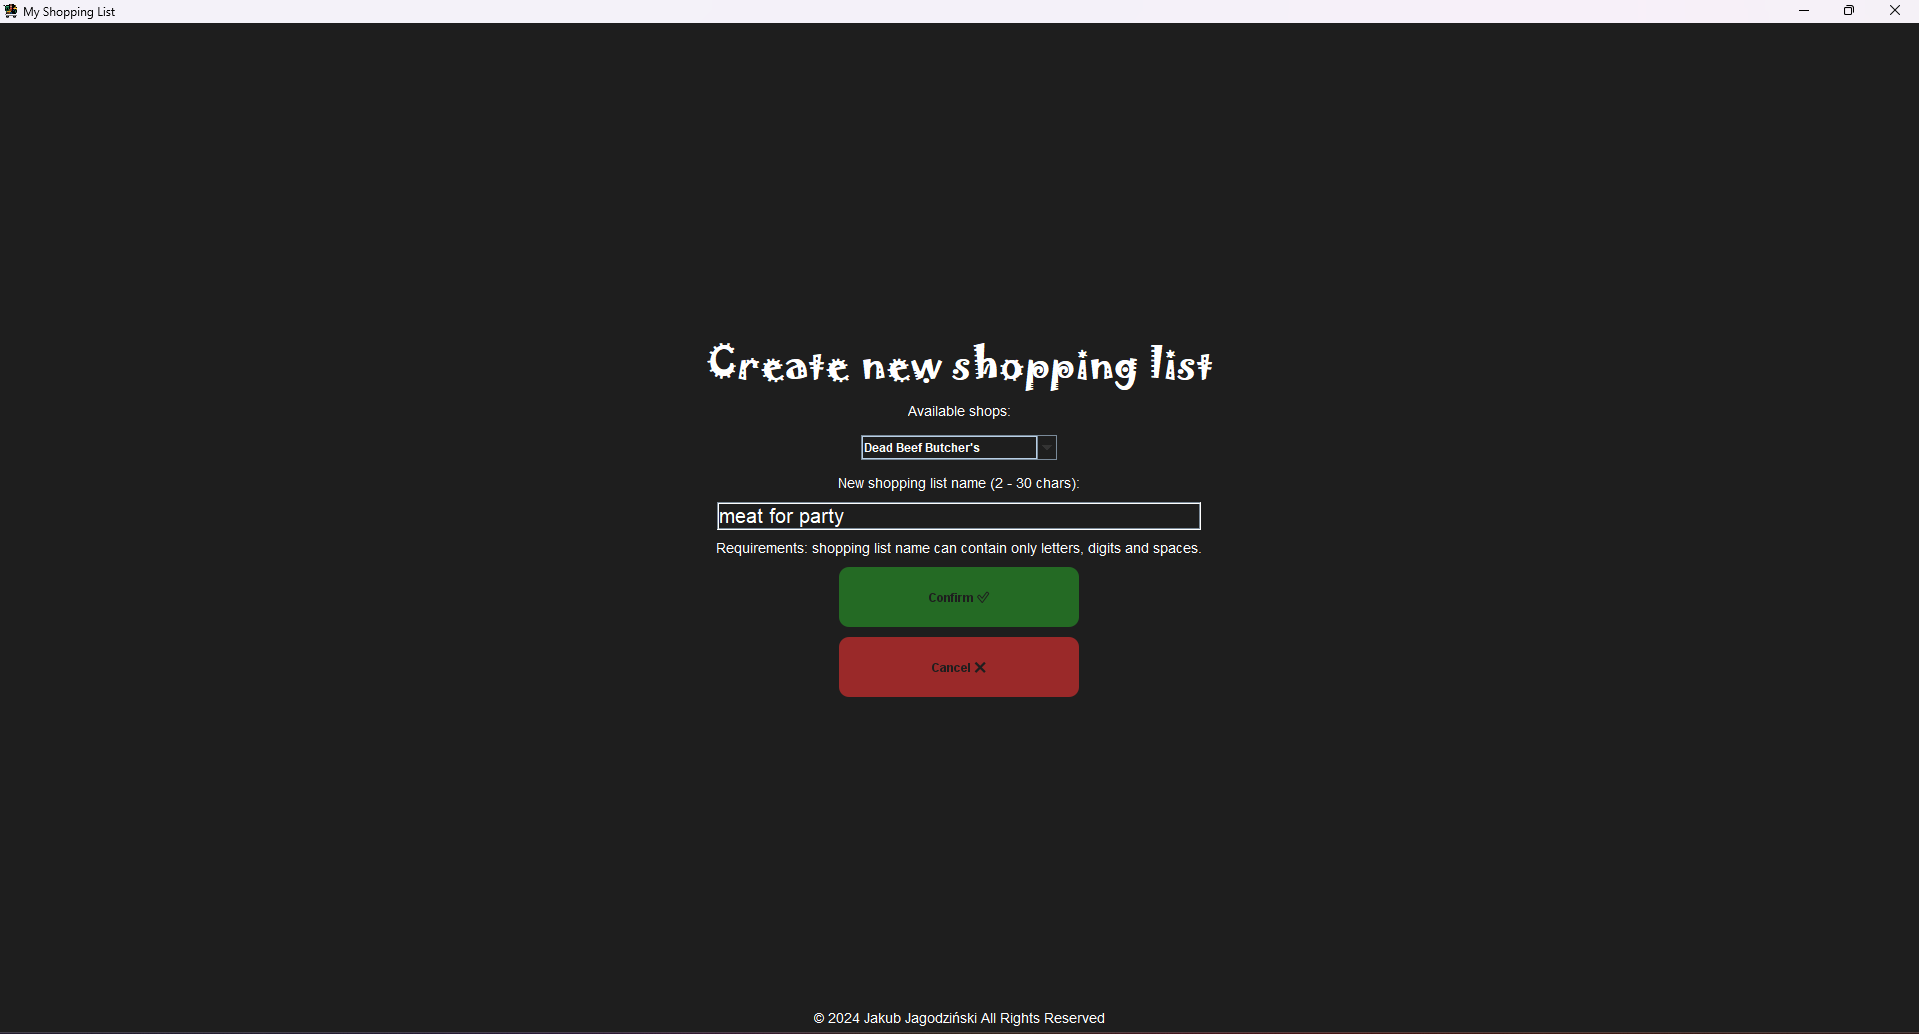 My Shopping List
Create new shopping list
Available shops:
Dead Beef Butcher's
New shopping list name (2 - 30 chars):
meat for party
Requirements: shopping list name can contain only letters, digits and spaces.
Confirm ✅
Cancel ❌
© 2024 Jakub Jagodziński All Rights Reserved